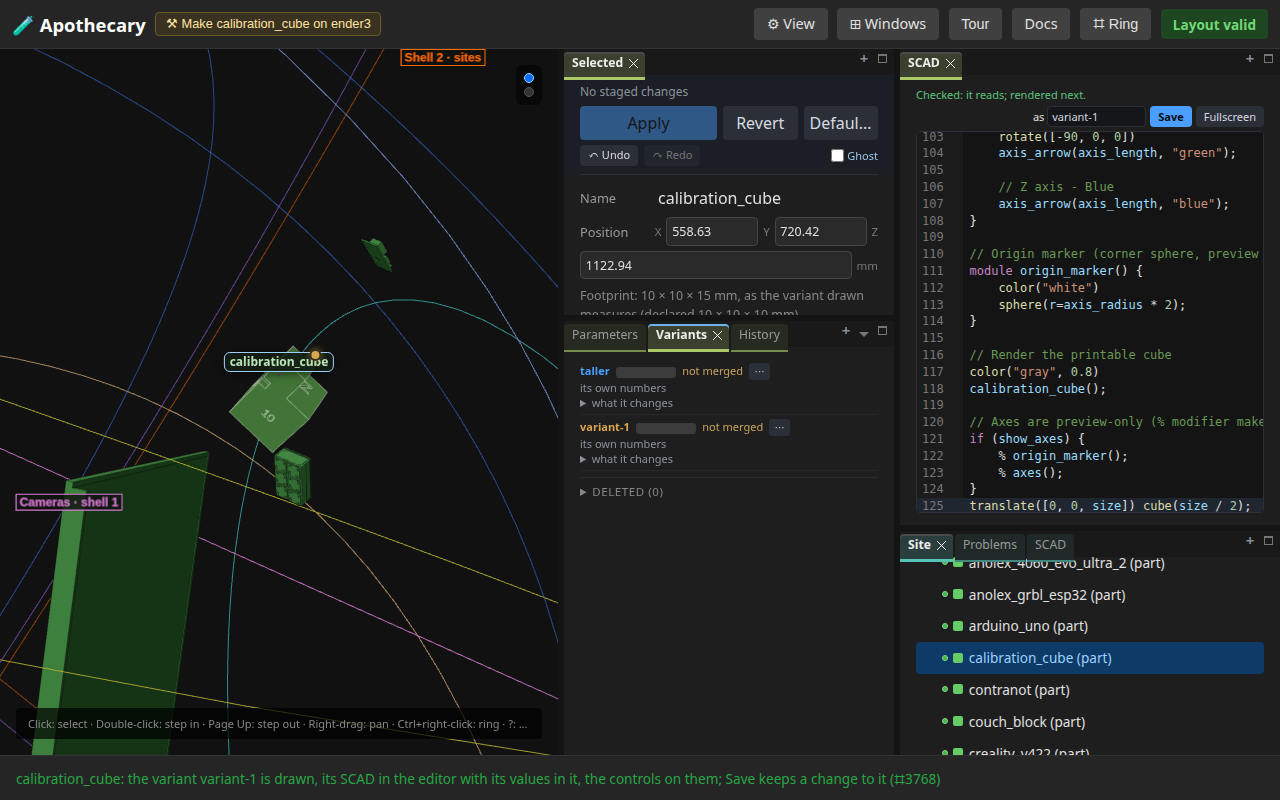 Apothecary
⚒ Make calibration_cube on ender3
⚙ View
⊞ Windows
Tour
Docs
⌗ Ring
Layout valid
Shell 2 · sites
calibration_cube
10
Cameras · shell 1
Click: select · Double-click: step in · Page Up: step out · Right-drag: pan · Ctrl+right-click: ring · ?: ...
Selected
No staged changes
Apply
Revert
Defaul...
↶ Undo
↷ Redo
Ghost
Name calibration_cube
Position X 558.63 Y 720.42 Z
1122.94 mm
Footprint: 10 × 10 × 15 mm, as the variant drawn
measures (declared 10 × 10 × 10 mm)
Parameters
Variants
History
taller not merged ...
its own numbers
▶ what it changes
variant-1 not merged ...
its own numbers
▶ what it changes
▶ DELETED (0)
SCAD
Checked: it reads; rendered next.
as variant-1 Save Fullscreen
103 rotate([-90, 0, 0])
104 axis_arrow(axis_length, "green");
105
106 // Z axis - Blue
107 axis_arrow(axis_length, "blue");
108 }
109
110 // Origin marker (corner sphere, preview
111 module origin_marker() {
112 color("white")
113 sphere(r=axis_radius * 2);
114 }
115
116 // Render the printable cube
117 color("gray", 0.8)
118 calibration_cube();
119
120 // Axes are preview-only (% modifier make
121 if (show_axes) {
122 % origin_marker();
123 % axes();
124 }
125 translate([0, 0, size]) cube(size / 2);
Site
Problems
SCAD
anolex_4060_evo_ultra_2 (part)
anolex_grbl_esp32 (part)
arduino_uno (part)
calibration_cube (part)
contranot (part)
couch_block (part)
creality_v422 (part)
calibration_cube: the variant variant-1 is drawn, its SCAD in the editor with its values in it, the controls on them; Save keeps a change to it (⌗3768)